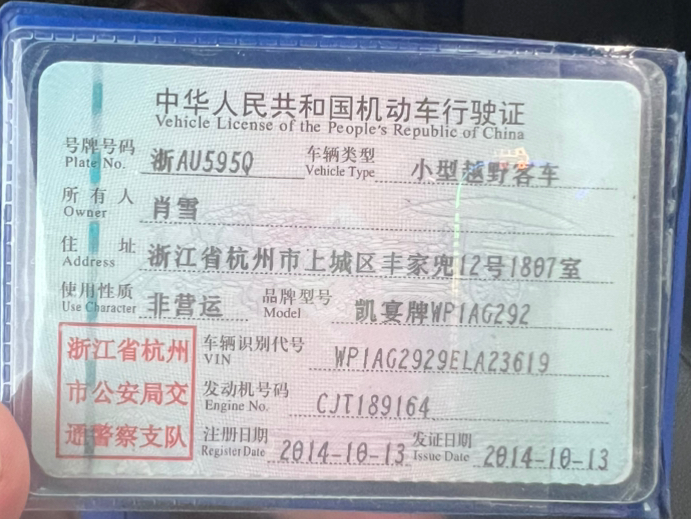 中华人民共和国机动车行驶证
Vehicle License of the People's Republic of China
号牌号码 浙AU595Q 车辆类型 小型越野客车
Plate No. Vehicle Type
所有人 肖雪
Owner
住址 浙江省杭州市上城区丰家兜12号1807室
Address
使用性质 非营运 品牌型号 凯宴牌WP1AG292
Use Character Model
浙江省杭州 车辆识别代号 WP1AG2929ELA23619
VIN
市公安局交 发动机号码 CJT189164
Engine No.
通警察支队 注册日期 2014-10-13 发证日期 2014-10-13
Register Date Issue Date